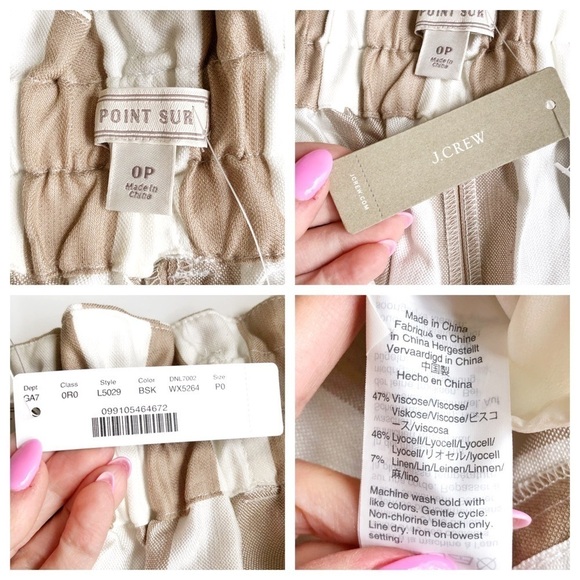 POINT SUR
0P
Made in
China
POINT SUR
0P
Made in
China
J.CREW
JCREW.COM
Dept Class Style Color DNL7002 Size
GA7 0R0 L5029 BSK WX5264 P0
099105464672
Made in China
Fabriqué en Chine
in China Hergestellt
Vervaardigd in China
中国製
Hecho en China
47% Viscose/Viscose/
Viskose/Viscose/ビスコ
ース/viscosa
46% Lyocell/Lyocell/Lyocell/
Lyocell/リオセル/lyocell
7% Linen/Lin/Leinen/Linnen/
麻/lino
Machine wash cold with
like colors. Gentle cycle.
Non-chlorine bleach only.
Line dry. Iron on lowest
setting.